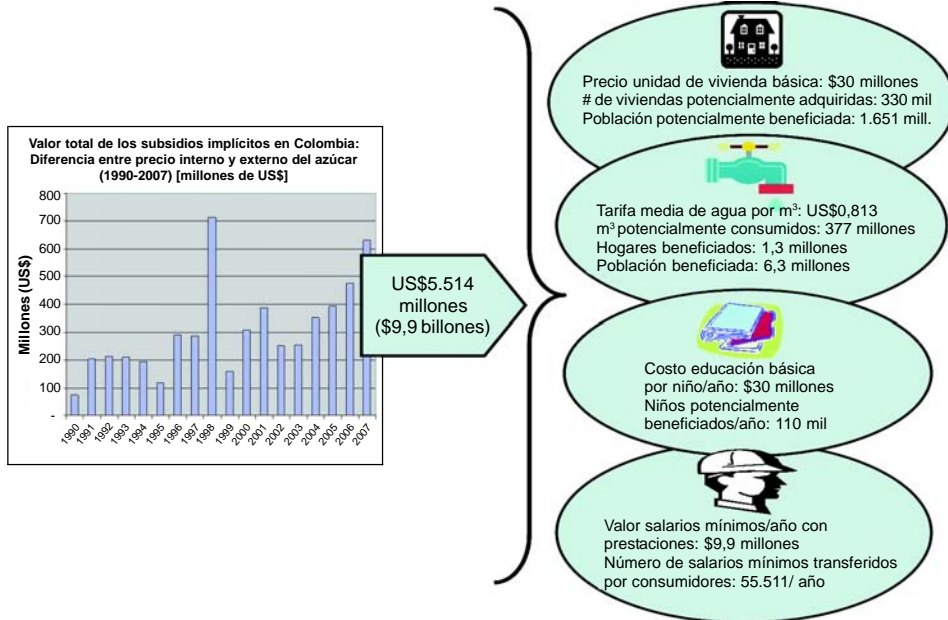 Valor total de los subsidios implícitos en Colombia:
Diferencia entre precio interno y externo del azúcar
(1990-2007) [millones de US$]
Millones (US$)
800
700
600
500
400
300
200
100
-
1990
1991
1992
1993
1994
1995
1996
1997
1998
1999
2000
2001
2002
2003
2004
2005
2006
2007
US$5.514
millones
($9,9 billones)
Precio unidad de vivienda básica: $30 millones
# de viviendas potencialmente adquiridas: 330 mil
Población potencialmente beneficiada: 1.651 mill.
Tarifa media de agua por m³: US$0,813
m³ potencialmente consumidos: 377 millones
Hogares beneficiados: 1,3 millones
Población beneficiada: 6,3 millones
Costo educación básica
por niño/año: $30 millones
Niños potencialmente
beneficiados/año: 110 mil
Valor salarios mínimos/año con
prestaciones: $9,9 millones
Número de salarios mínimos transferidos
por consumidores: 55.511/ año